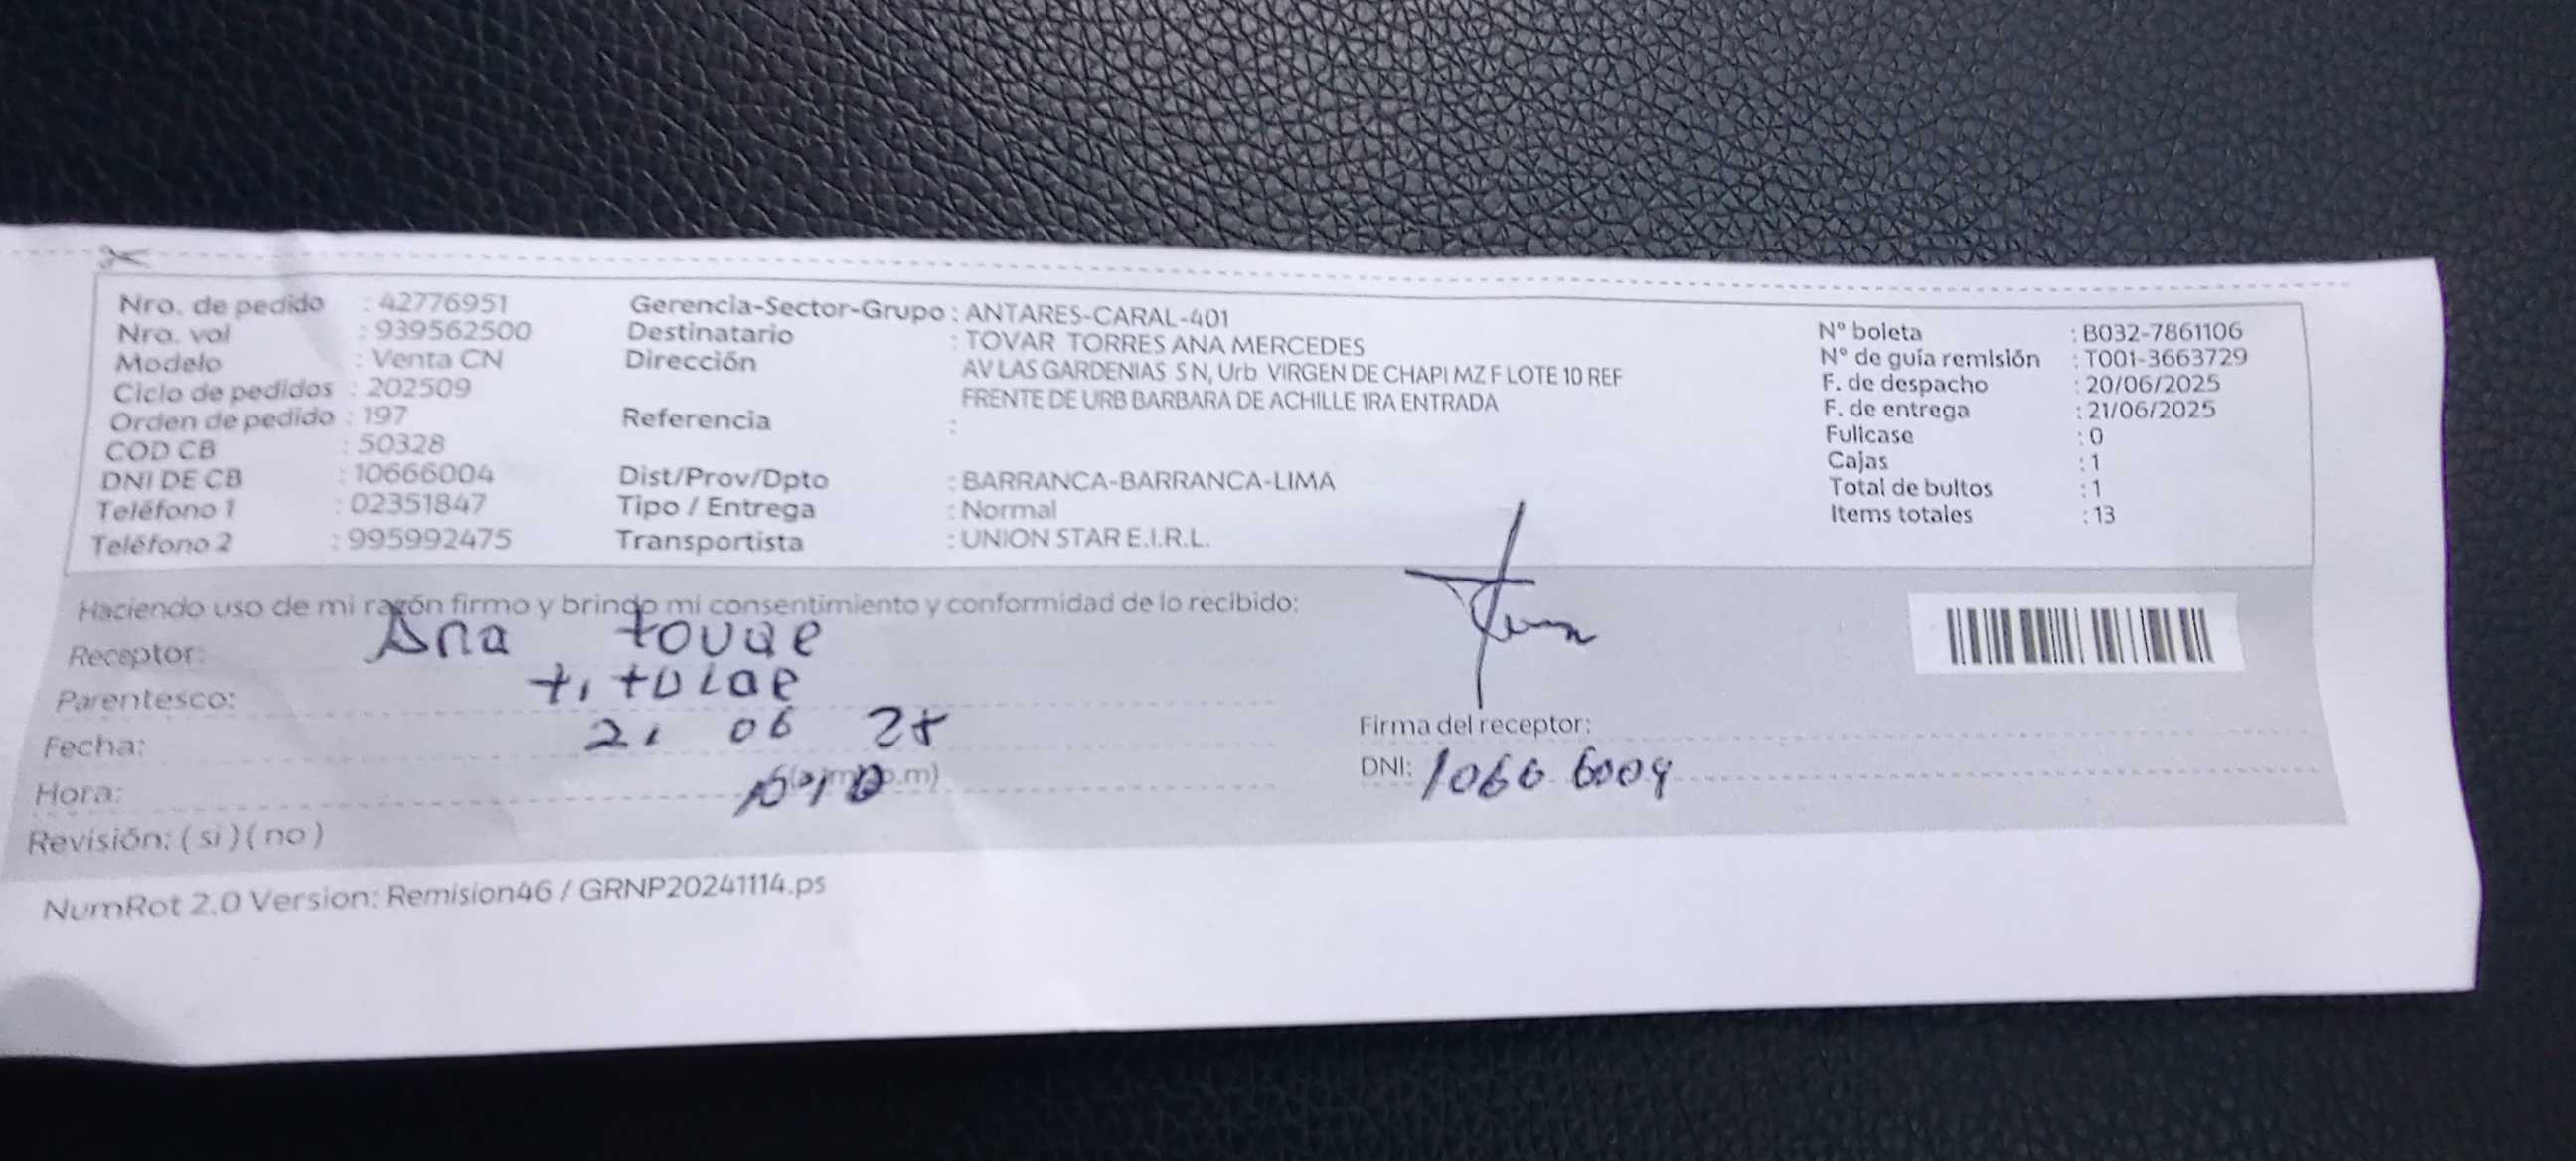 Nro. de pedido : 42776951
Nro. vol : 939562500
Modelo : Venta CN
Ciclo de pedidos : 202509
Orden de pedido : 197
COD CB : 50328
DNI DE CB : 10666004
Teléfono 1 : 02351847
Teléfono 2 : 995992475
Gerencia-Sector-Grupo : ANTARES-CARAL-401
Destinatario : TOVAR TORRES ANA MERCEDES
Dirección AV LAS GARDENIAS S N, Urb VIRGEN DE CHAPI MZ F LOTE 10 REF
FRENTE DE URB BARBARA DE ACHILLE 1RA ENTRADA
Referencia :
Dist/Prov/Dpto : BARRANCA-BARRANCA-LIMA
Tipo / Entrega : Normal
Transportista : UNION STAR E.I.R.L.
N° boleta : B032-7861106
N° de guía remisión : T001-3663729
F. de despacho : 20/06/2025
F. de entrega : 21/06/2025
Fullcase : 0
Cajas : 1
Total de bultos : 1
Items totales : 13
Haciendo uso de mi razón firmo y brindo mi consentimiento y conformidad de lo recibido:
Receptor: Ana tovar
Parentesco: titular
Fecha: 21 06 25
Hora: (a.m)(p.m)
Revisión: ( si ) ( no )
Firma del receptor:
DNI: 1066 6004
NumRot 2.0 Version: Remision46 / GRNP20241114.ps